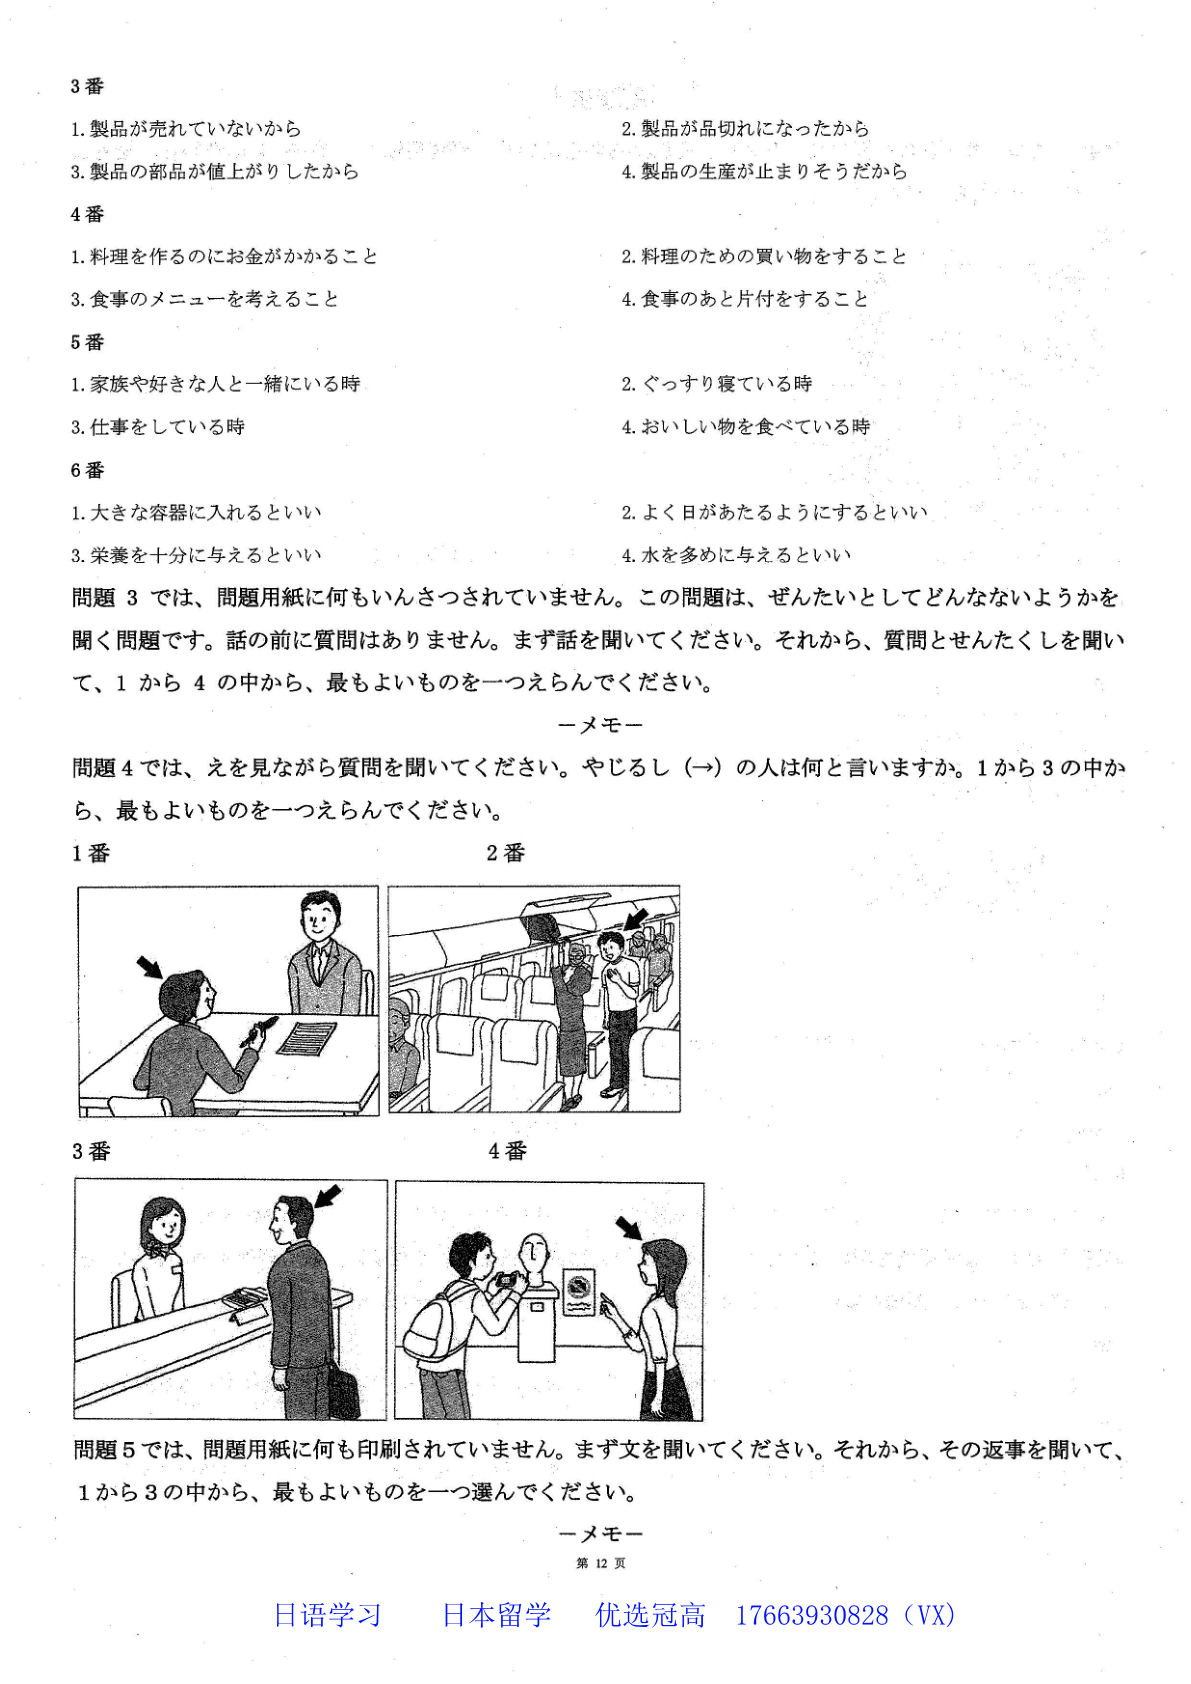 3番
1. 製品が売れていないから 2. 製品が品切れになったから
3. 製品の部品が値上がりしたから 4. 製品の生産が止まりそうだから
4番
1. 料理を作るのにお金がかかること 2. 料理のための買い物をすること
3. 食事のメニューを考えること 4. 食事のあと片付をすること
5番
1. 家族や好きな人と一緒にいる時 2. ぐっすり寝ている時
3. 仕事をしている時 4. おいしい物を食べている時
6番
1. 大きな容器に入れるといい 2. よく日があたるようにするといい
3. 栄養を十分に与えるといい 4. 水を多めに与えるといい
問題 3 では、問題用紙に何もいんさつされていません。この問題は、ぜんたいとしてどんなないようかを
聞く問題です。話の前に質問はありません。まず話を聞いてください。それから、質問とせんたくしを聞い
て、1 から 4 の中から、最もよいものを一つえらんでください。
－メモ－
問題4では、えを見ながら質問を聞いてください。やじるし（→）の人は何と言いますか。1から3の中か
ら、最もよいものを一つえらんでください。
1番 2番
3番 4番
問題5では、問題用紙に何も印刷されていません。まず文を聞いてください。それから、その返事を聞いて、
1から3の中から、最もよいものを一つ選んでください。
－メモ－
第 12 页
日语学习 日本留学 优选冠高 17663930828（VX)